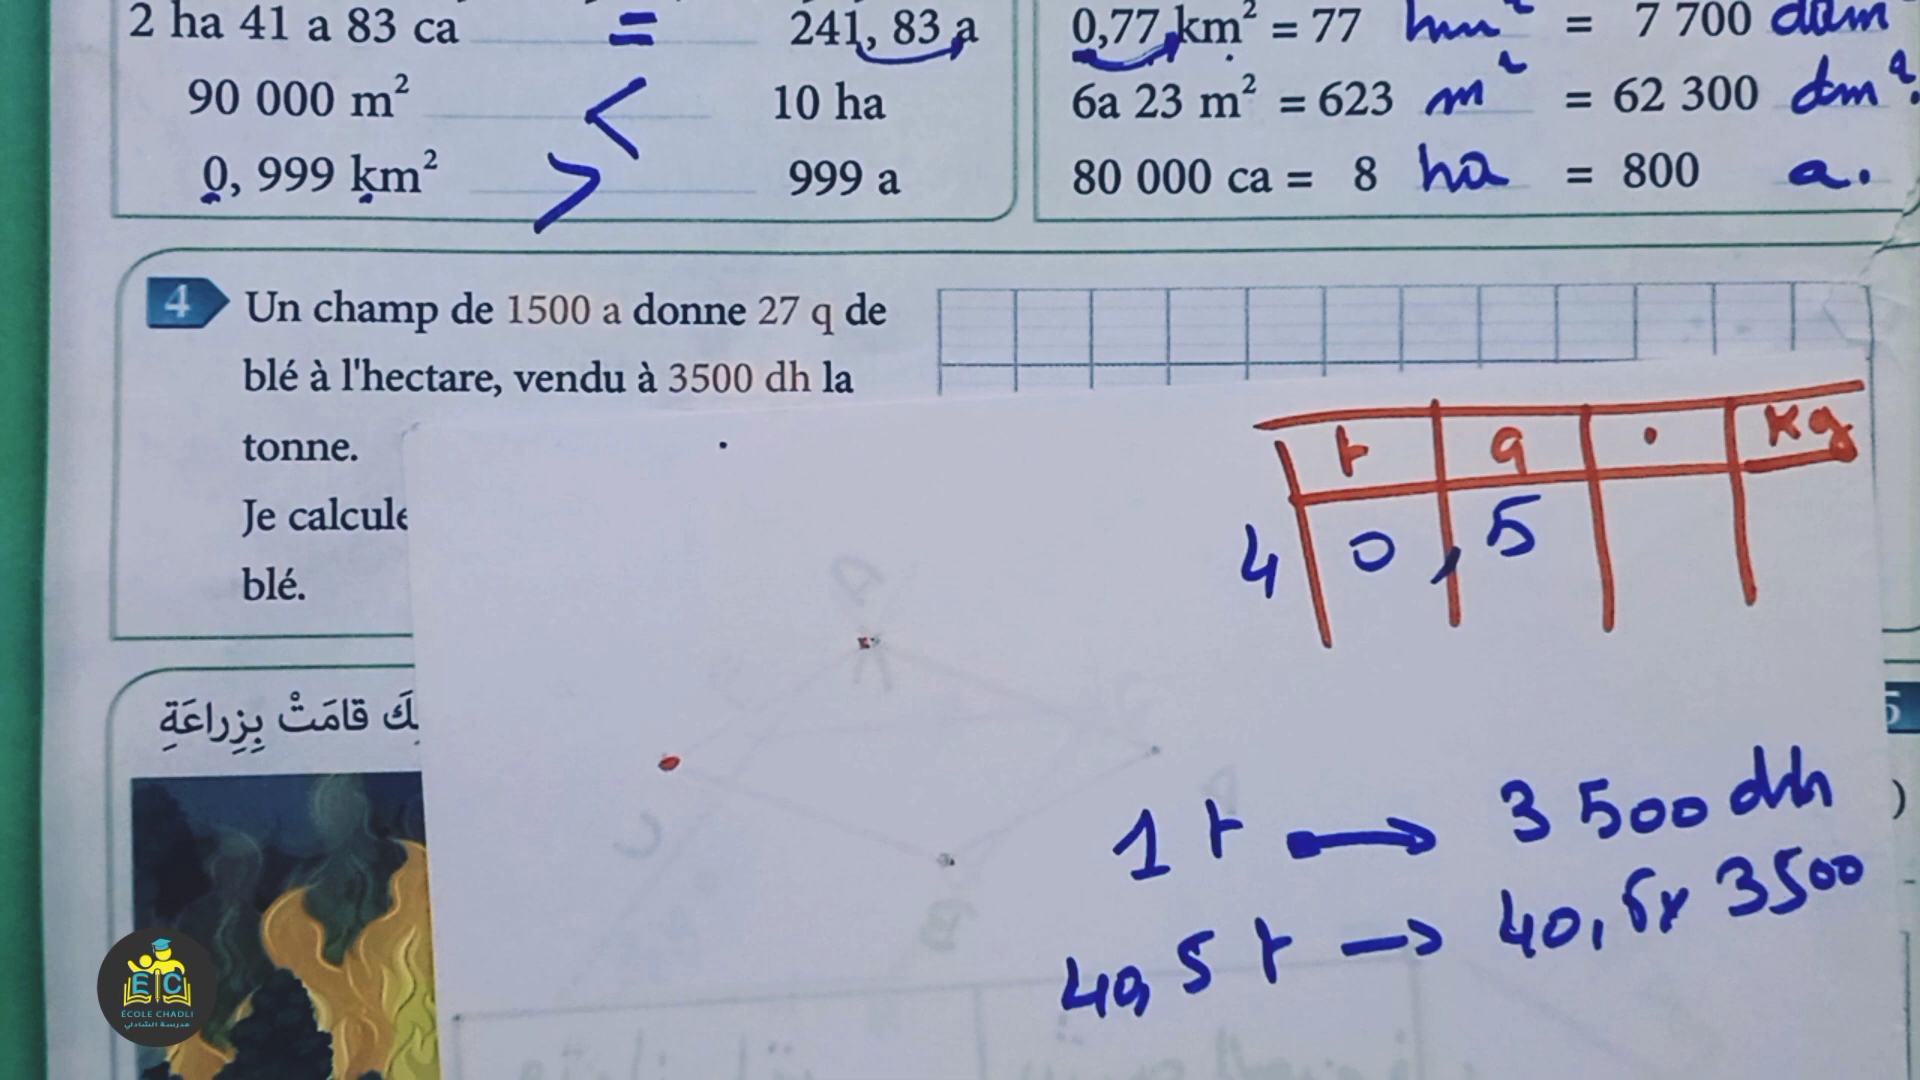 2 ha 41 a 83 ca = 241, 83 a
90 000 m² < 10 ha
0, 999 km² > 999 a
0,77 km² = 77 hm² = 7 700 dam²
6a 23 m² = 623 m² = 62 300 dm².
80 000 ca = 8 ha = 800 a.
4 Un champ de 1500 a donne 27 q de
blé à l'hectare, vendu à 3500 dh la
tonne.
Je calcule
blé.
t q . kg
4 0 , 5
1 t → 3 500 dh
40, 5 t → 40, 5 x 3500
قامَتْ بِزِراعَةِ
5
)
E C
ÉCOLE CHADLI
مدرسة الشاذلي